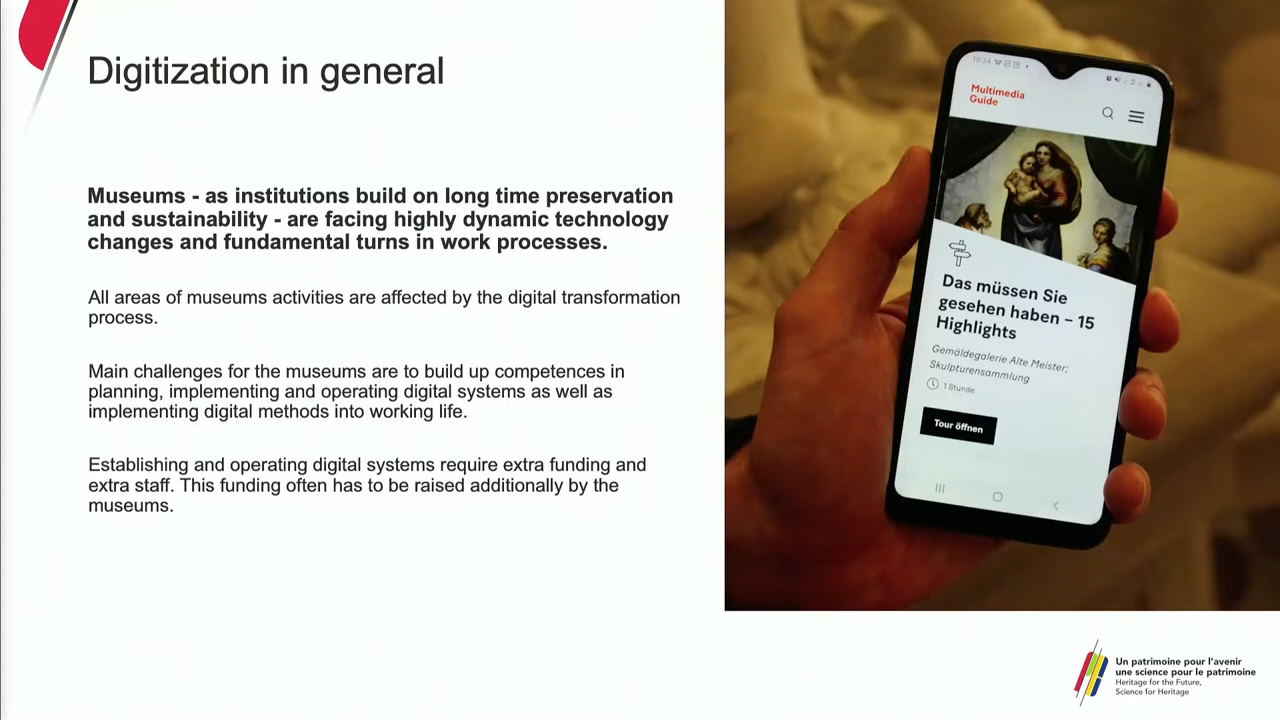 Digitization in general
Museums - as institutions build on long time preservation
and sustainability - are facing highly dynamic technology
changes and fundamental turns in work processes.
All areas of museums activities are affected by the digital transformation
process.
Main challenges for the museums are to build up competences in
planning, implementing and operating digital systems as well as
implementing digital methods into working life.
Establishing and operating digital systems require extra funding and
extra staff. This funding often has to be raised additionally by the
museums.
10:34
Multimedia
Guide
Das müssen Sie
gesehen haben – 15
Highlights
Gemäldegalerie Alte Meister;
Skulpturensammlung
1 Stunde
Tour öffnen
Un patrimoine pour l'avenir
une science pour le patrimoine
Heritage for the Future,
Science for Heritage